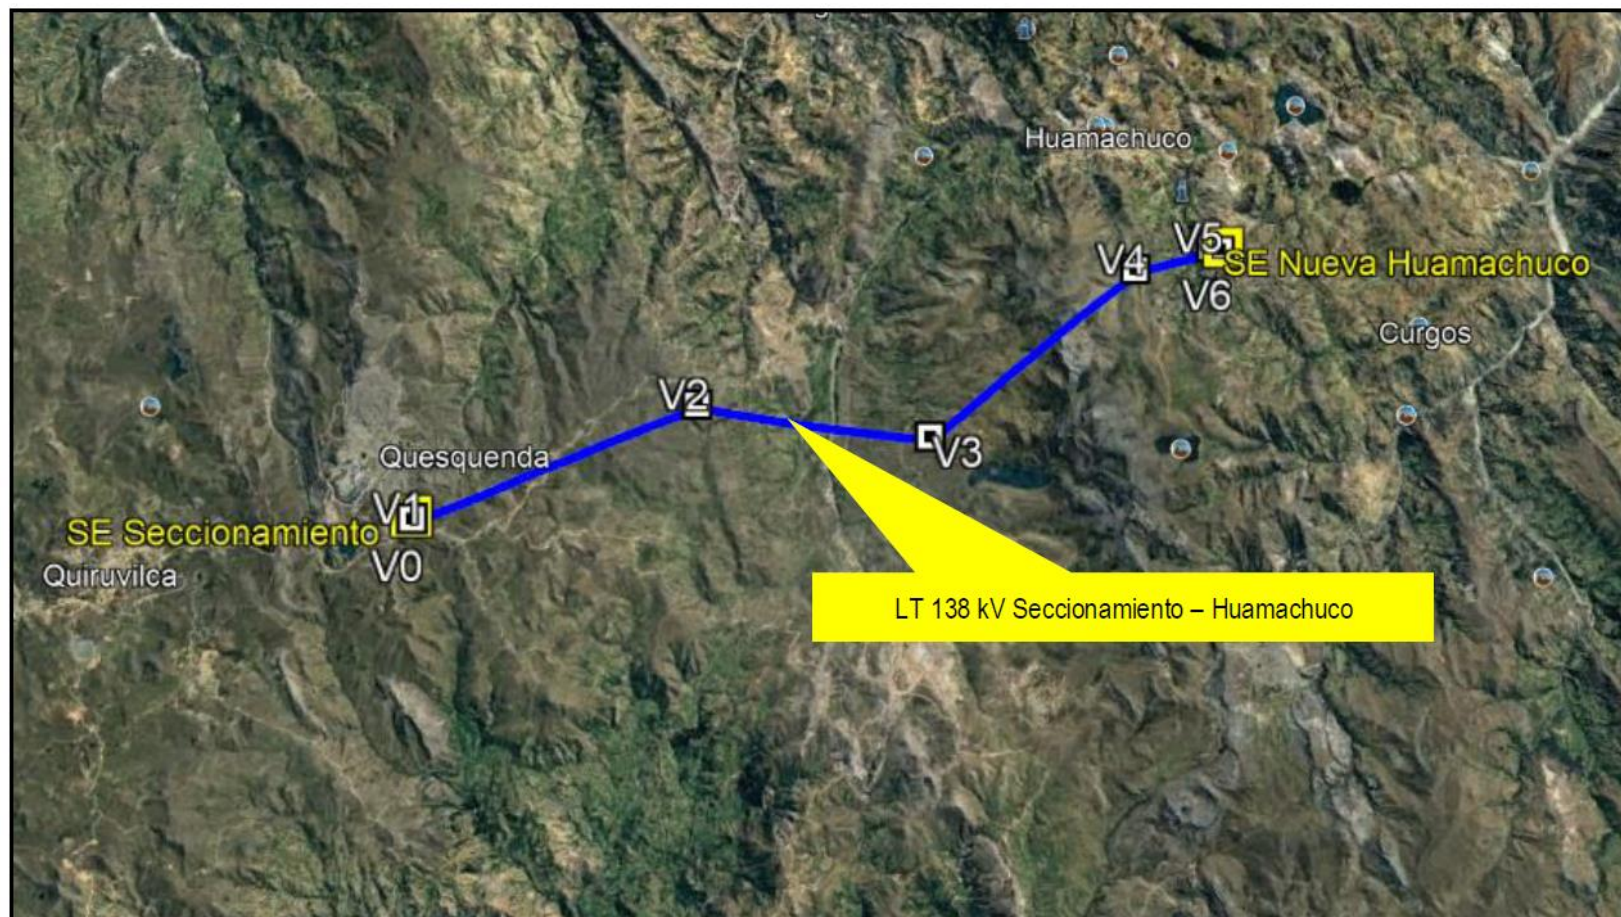 Huamachuco
V5
V4
SE Nueva Huamachuco
V6
Curgos
V2
V3
Quesquenda
V1
SE Seccionamiento
V0
Quiruvilca
LT 138 kV Seccionamiento – Huamachuco